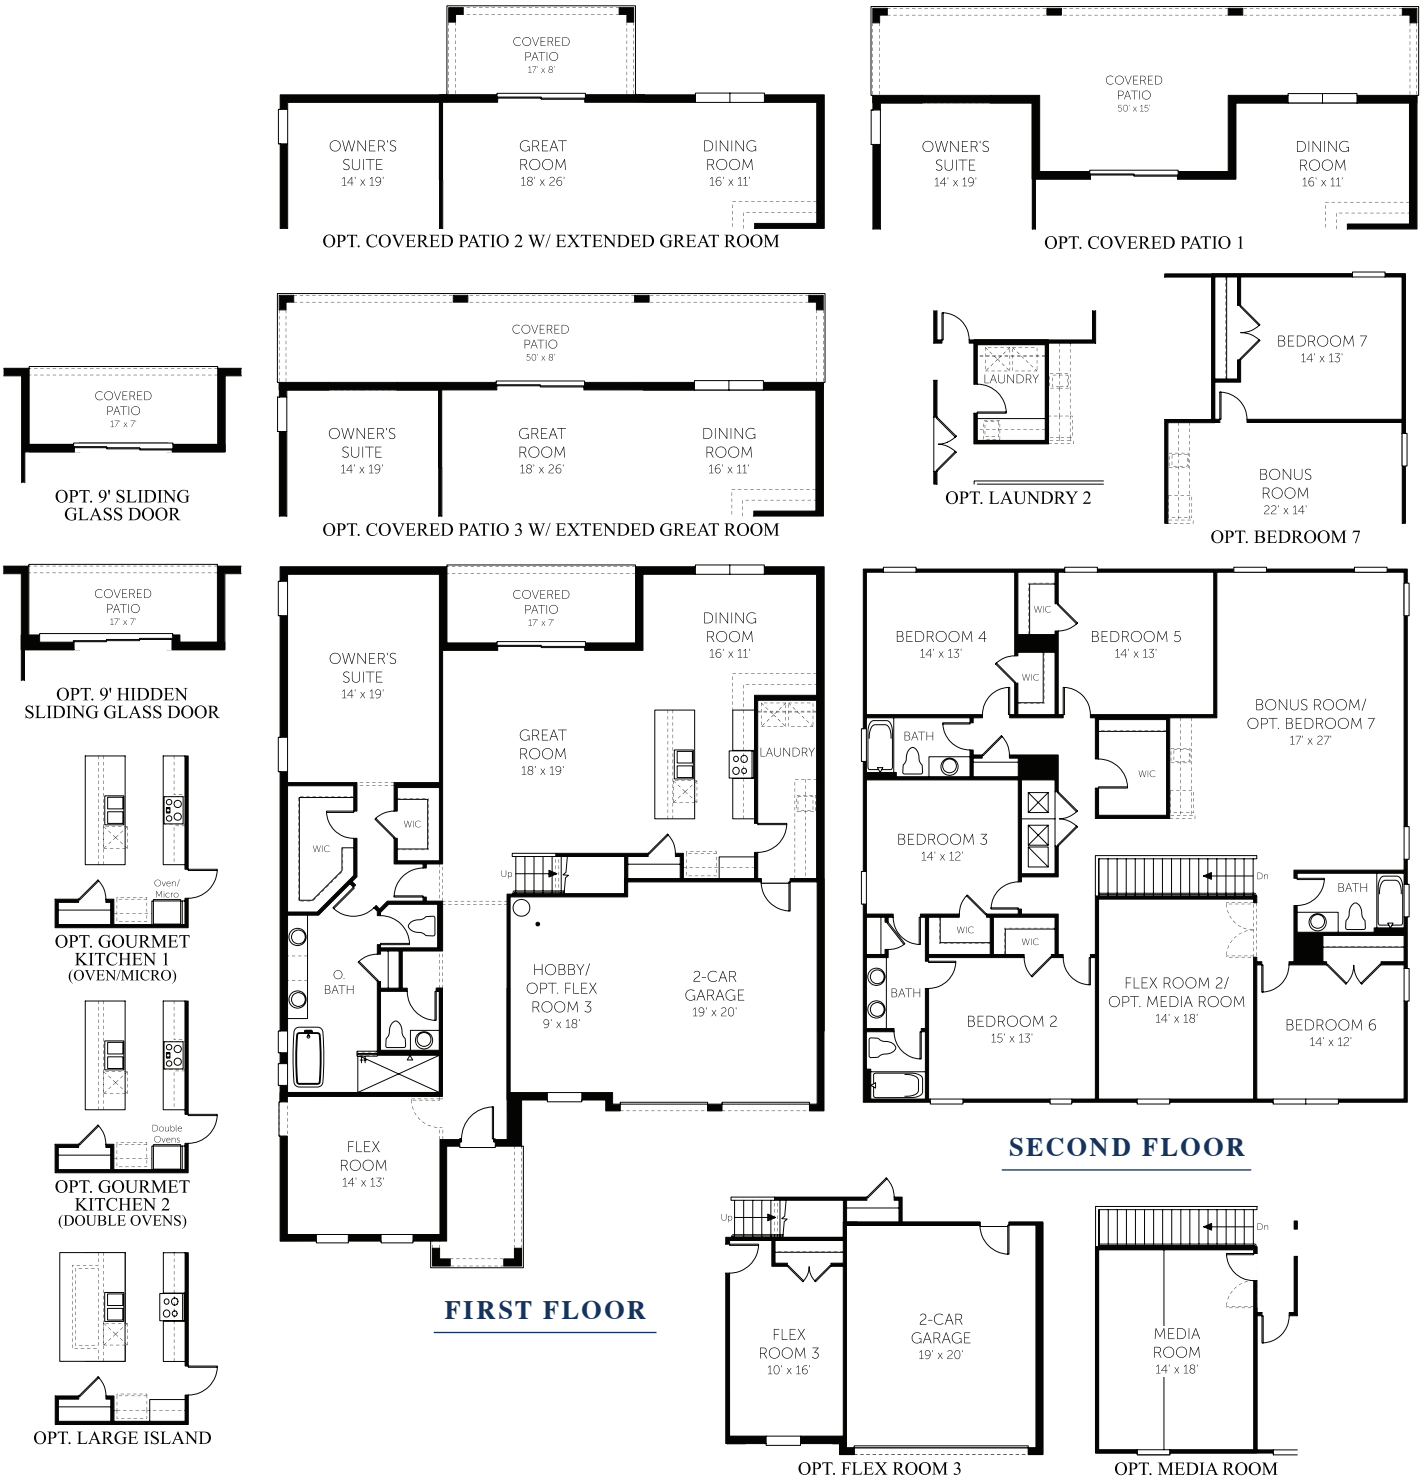 COVERED
PATIO
17' x 8'
OWNER'S
SUITE
14' x 19'
GREAT
ROOM
18' x 26'
DINING
ROOM
16' x 11'
OPT. COVERED PATIO 2 W/ EXTENDED GREAT ROOM
COVERED
PATIO
50' x 15'
OWNER'S
SUITE
14' x 19'
DINING
ROOM
16' x 11'
OPT. COVERED PATIO 1
COVERED
PATIO
17' x 7'
OPT. 9' SLIDING
GLASS DOOR
COVERED
PATIO
50' x 8'
OWNER'S
SUITE
14' x 19'
GREAT
ROOM
18' x 26'
DINING
ROOM
16' x 11'
OPT. COVERED PATIO 3 W/ EXTENDED GREAT ROOM
LAUNDRY
OPT. LAUNDRY 2
BEDROOM 7
14' x 13'
BONUS
ROOM
22' x 14'
OPT. BEDROOM 7
COVERED
PATIO
17' x 7'
OPT. 9' HIDDEN
SLIDING GLASS DOOR
Oven/
Micro
OPT. GOURMET
KITCHEN 1
(OVEN/MICRO)
Double
Ovens
OPT. GOURMET
KITCHEN 2
(DOUBLE OVENS)
OPT. LARGE ISLAND
COVERED
PATIO
17' x 7'
DINING
ROOM
16' x 11'
OWNER'S
SUITE
14' x 19'
GREAT
ROOM
18' x 19'
LAUNDRY
WIC
WIC
Up
O.
BATH
HOBBY/
OPT. FLEX
ROOM 3
9' x 18'
2-CAR
GARAGE
19' x 20'
FLEX
ROOM
14' x 13'
FIRST FLOOR
BEDROOM 4
14' x 13'
WIC
BEDROOM 5
14' x 13'
WIC
BONUS ROOM/
OPT. BEDROOM 7
17' x 27'
BATH
WIC
BEDROOM 3
14' x 12'
Dn
BATH
WIC
WIC
BATH
BEDROOM 2
15' x 13'
FLEX ROOM 2/
OPT. MEDIA ROOM
14' x 18'
BEDROOM 6
14' x 12'
SECOND FLOOR
Up
FLEX
ROOM 3
10' x 16'
2-CAR
GARAGE
19' x 20'
OPT. FLEX ROOM 3
Dn
MEDIA
ROOM
14' x 18'
OPT. MEDIA ROOM